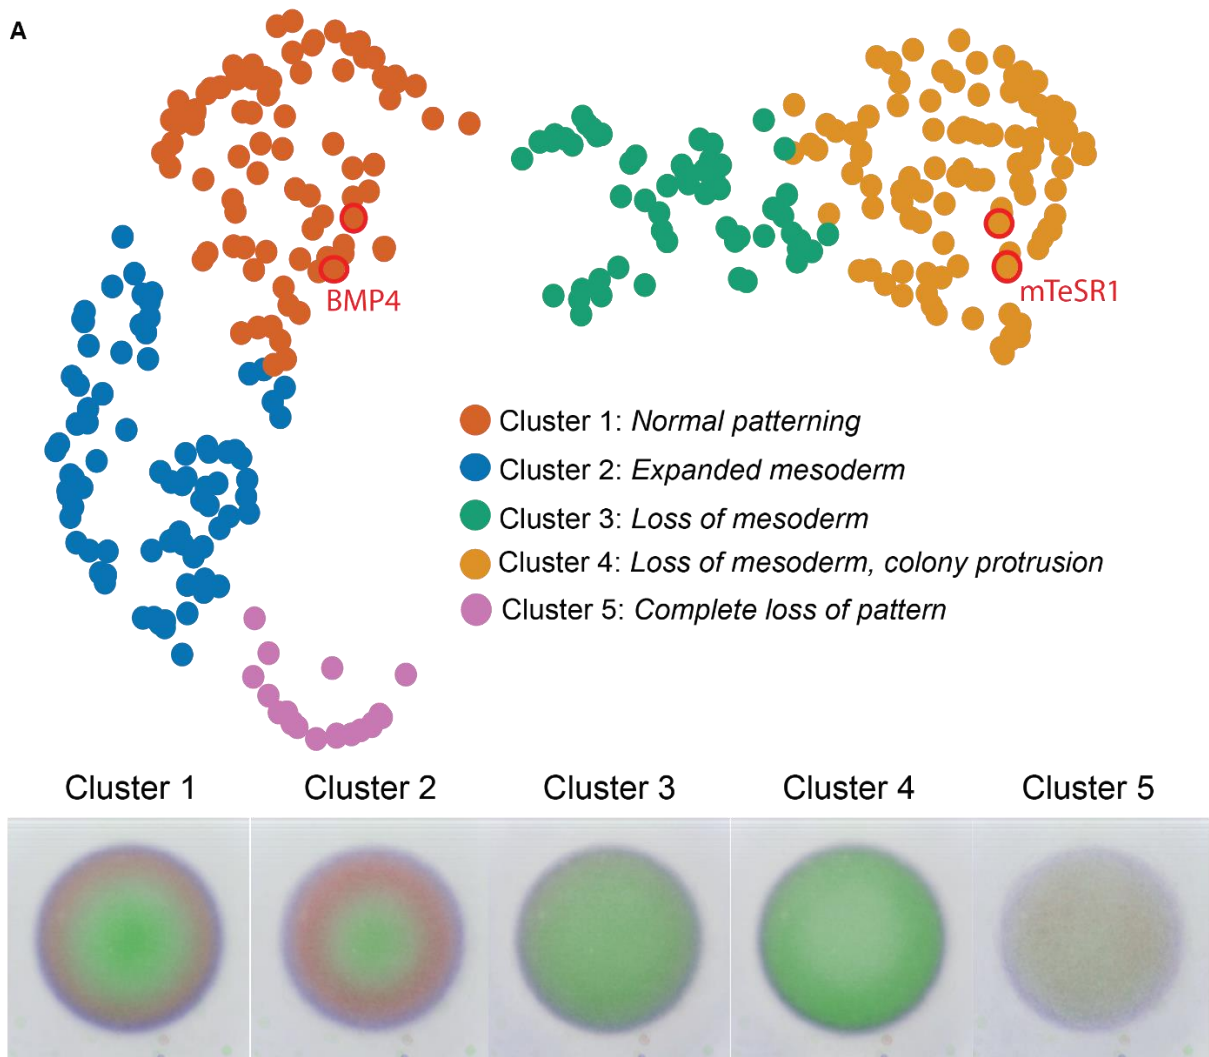 A
BMP4
mTeSR1
Cluster 1: Normal patterning
Cluster 2: Expanded mesoderm
Cluster 3: Loss of mesoderm
Cluster 4: Loss of mesoderm, colony protrusion
Cluster 5: Complete loss of pattern
Cluster 1
Cluster 2
Cluster 3
Cluster 4
Cluster 5